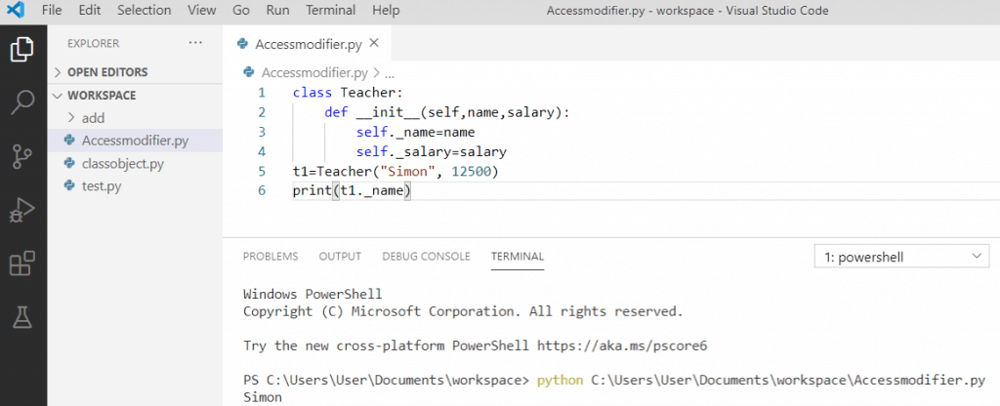 File Edit Selection View Go Run Terminal Help Accessmodifier.py - workspace - Visual Studio Code
EXPLORER ...
OPEN EDITORS
WORKSPACE
add
Accessmodifier.py
classobject.py
test.py
Accessmodifier.py
Accessmodifier.py > ...
1 class Teacher:
2 def __init__(self,name,salary):
3 self._name=name
4 self._salary=salary
5 t1=Teacher("Simon", 12500)
6 print(t1._name)
PROBLEMS OUTPUT DEBUG CONSOLE TERMINAL 1: powershell
Windows PowerShell
Copyright (C) Microsoft Corporation. All rights reserved.
Try the new cross-platform PowerShell https://aka.ms/pscore6
PS C:\Users\User\Documents\workspace> python C:\Users\User\Documents\workspace\Accessmodifier.py
Simon